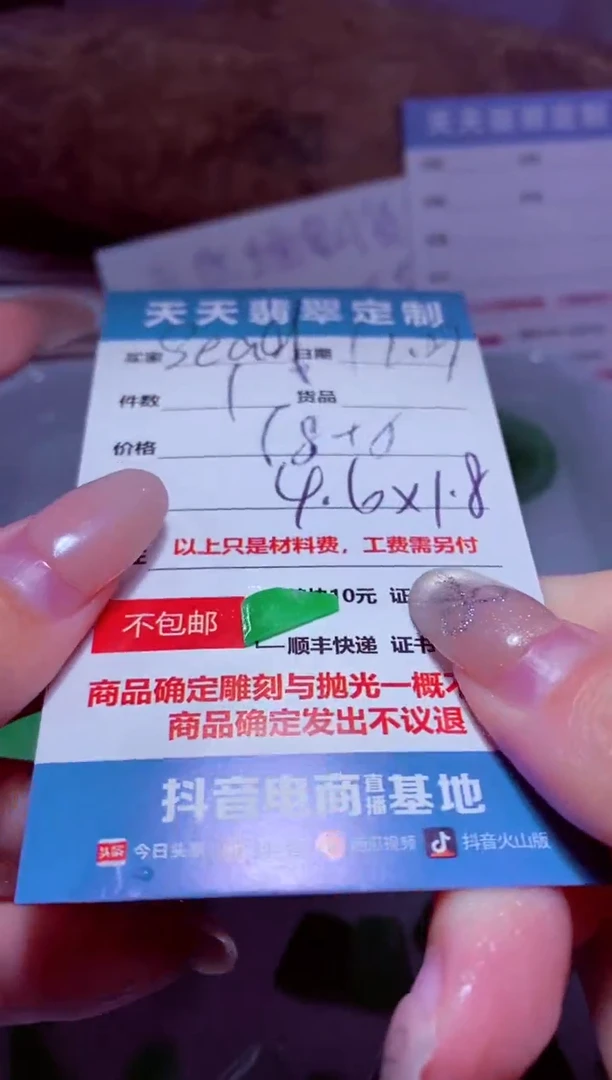 天天翡翠定制
买家 日期 11.21
件数 1 货品
价格
4.6x1.8
以上只是材料费，工费需另付
10元 证
不包邮
顺丰快递 证书
商品确定雕刻与抛光一概不
商品确定发出不议退
抖音电商直播基地
今日头条 西瓜视频 抖音火山版